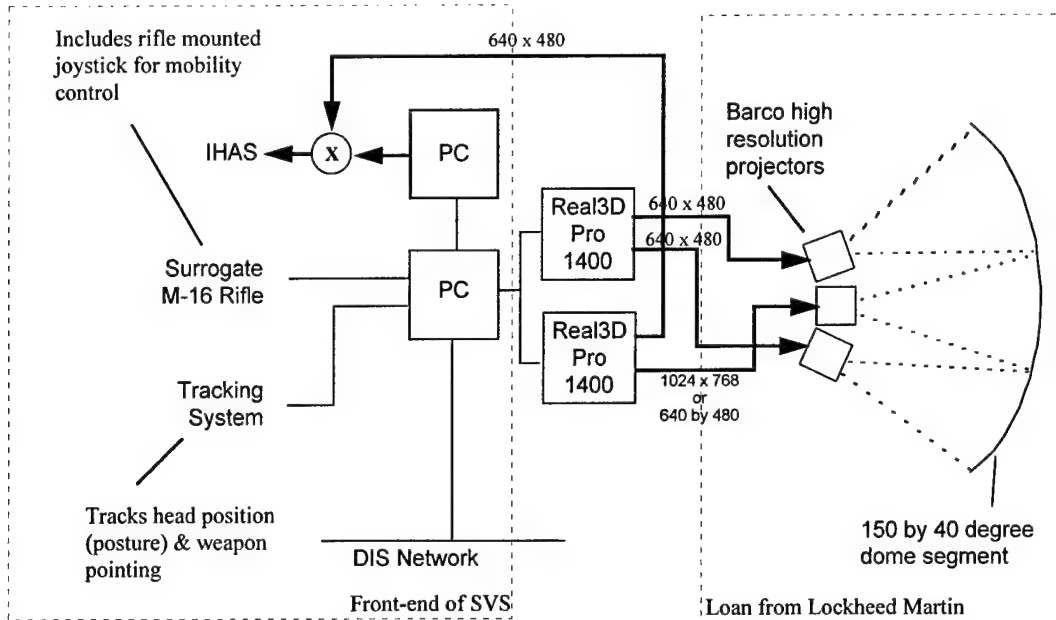 Includes rifle mounted
joystick for mobility
control
640 x 480
IHAS
X
PC
Barco high
resolution
projectors
Real3D
Pro
1400
640 x 480
640 x 480
Surrogate
M-16 Rifle
PC
Real3D
Pro
1400
1024 x 768
or
640 by 480
Tracking
System
Tracks head position
(posture) & weapon
pointing
DIS Network
150 by 40 degree
dome segment
Front-end of SVS
Loan from Lockheed Martin